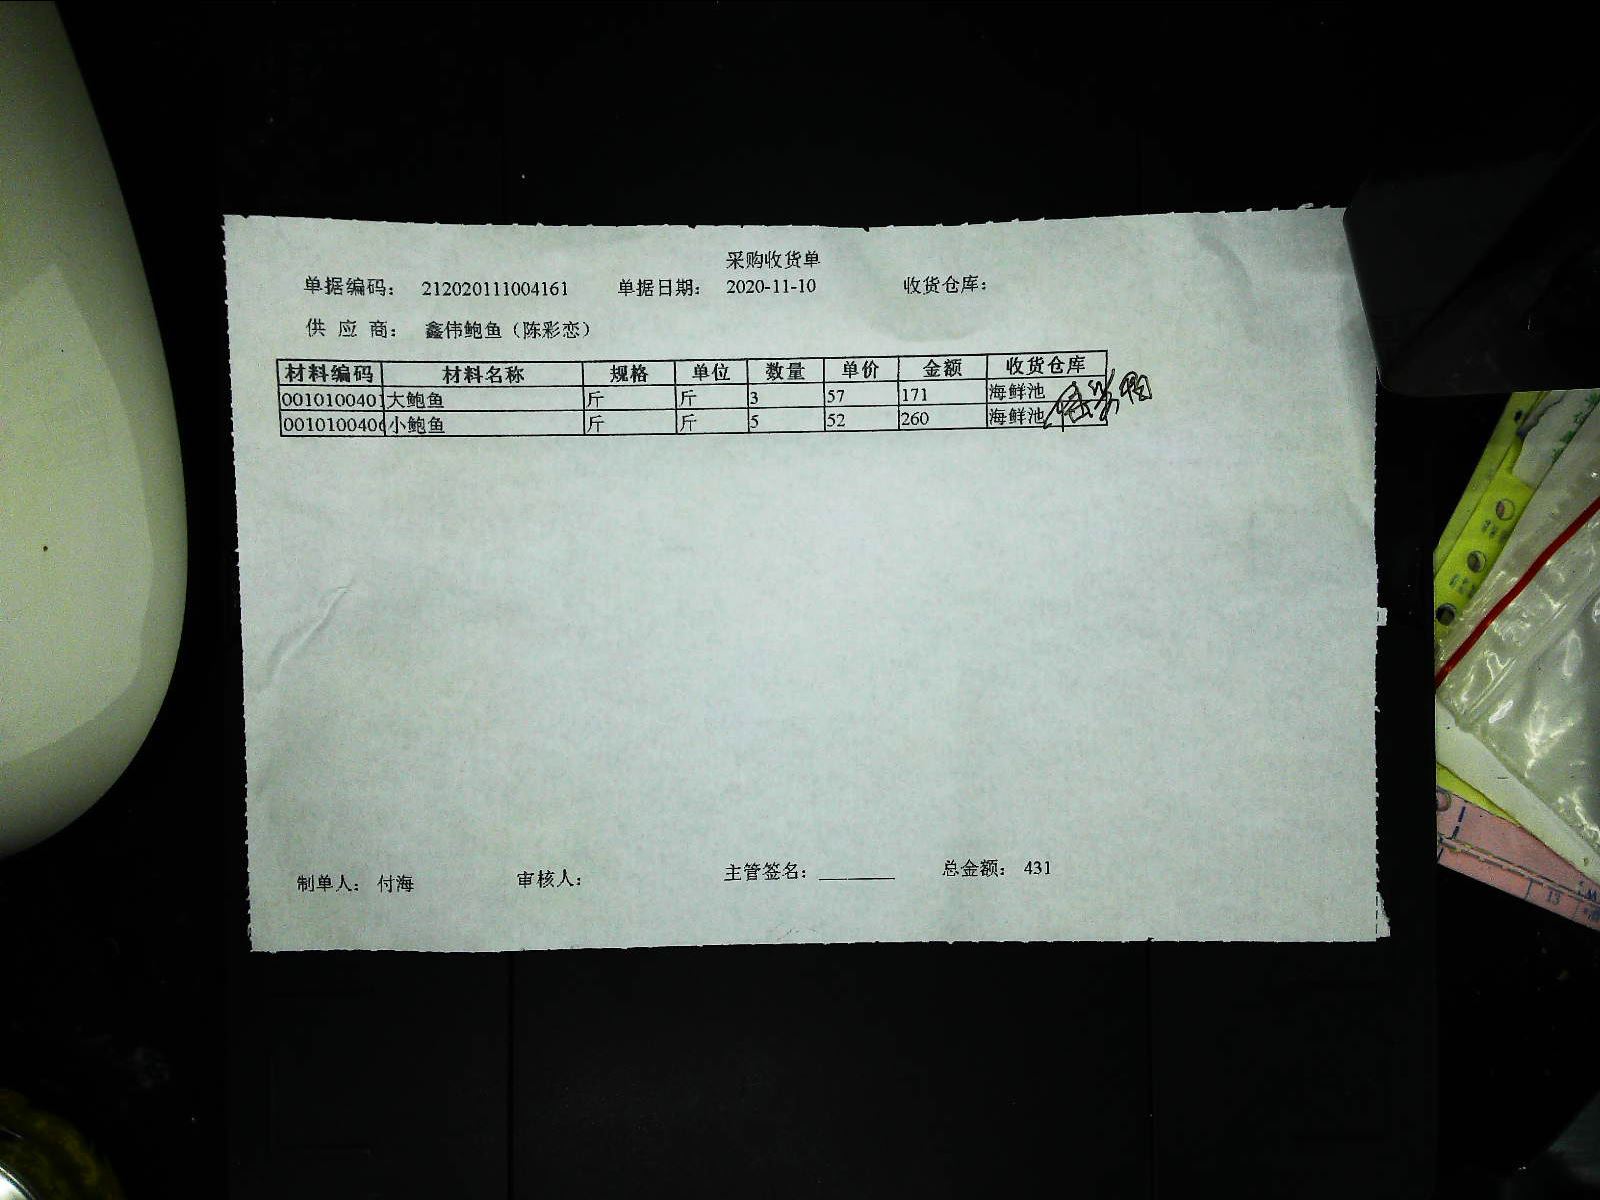 采购收货单
单据编码： 212020111004161 单据日期： 2020-11-10 收货仓库：
供 应 商： 鑫伟鲍鱼（陈彩恋）
材料编码 材料名称 规格 单位 数量 单价 金额 收货仓库
0010100401 大鲍鱼 斤 斤 3 57 171 海鲜池
001010040 小鲍鱼 斤 斤 5 52 260 海鲜池
制单人： 付海 审核人： 主管签名： 总金额： 431